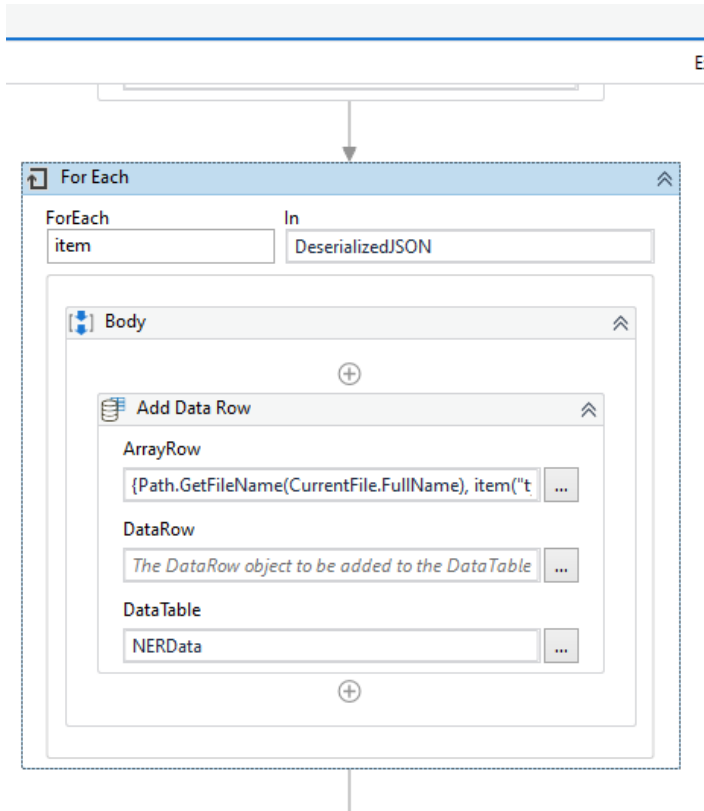 For Each
ForEach
In
item
DeserializedJSON
Body
Add Data Row
ArrayRow
{Path.GetFileName(CurrentFile.FullName), item("t
...
DataRow
The DataRow object to be added to the DataTable
...
DataTable
NERData
...